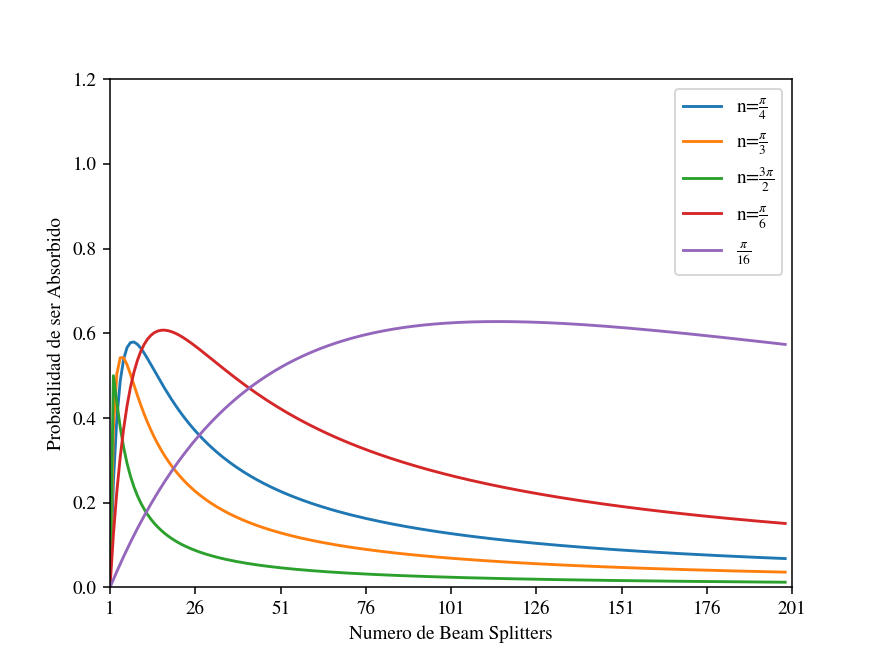 1.2
1.0
0.8
0.6
0.4
0.2
0.0
Probabilidad de ser Absorbido
1 26 51 76 101 126 151 176 201
Numero de Beam Splitters
n=π/4
n=π/3
n=3π/2
n=π/6
π/16